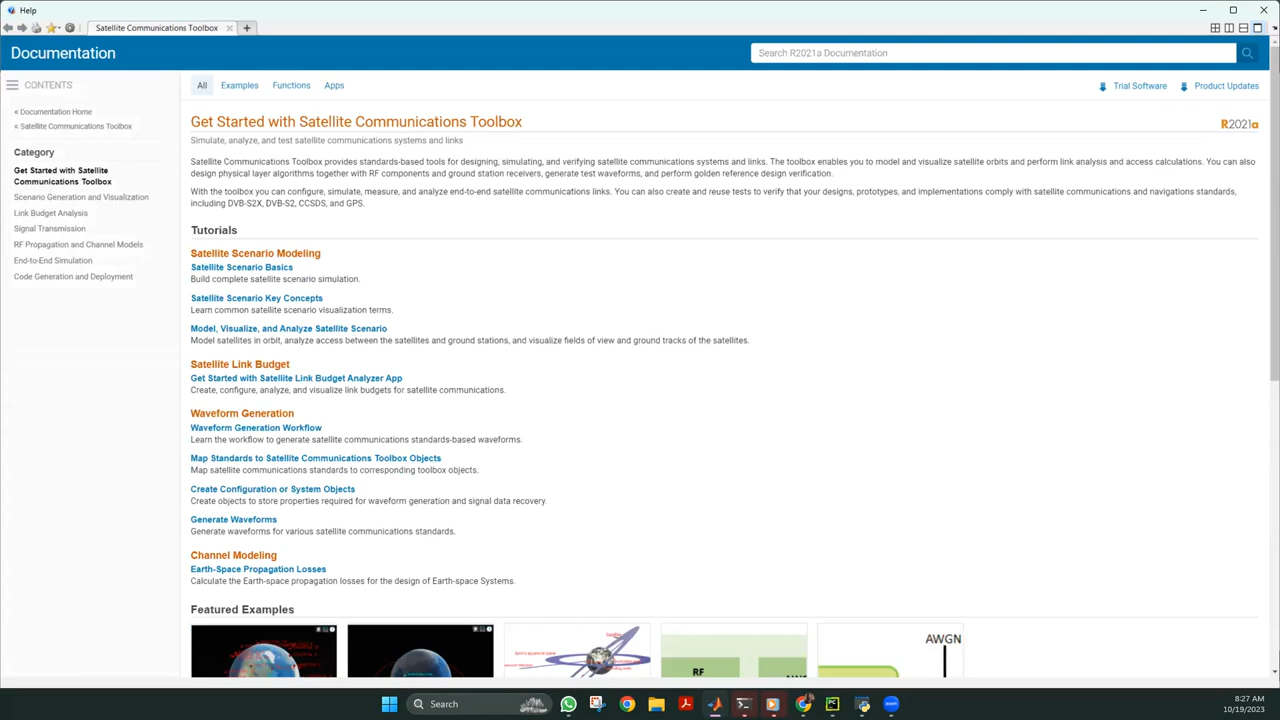 Help
Satellite Communications Toolbox
Documentation
Search R2021a Documentation
CONTENTS
All Examples Functions Apps
Trial Software Product Updates
« Documentation Home
« Satellite Communications Toolbox
Category
Get Started with Satellite
Communications Toolbox
Scenario Generation and Visualization
Link Budget Analysis
Signal Transmission
RF Propagation and Channel Models
End-to-End Simulation
Code Generation and Deployment
Get Started with Satellite Communications Toolbox
R2021a
Simulate, analyze, and test satellite communications systems and links
Satellite Communications Toolbox provides standards-based tools for designing, simulating, and verifying satellite communications systems and links. The toolbox enables you to model and visualize satellite orbits and perform link analysis and access calculations. You can also
design physical layer algorithms together with RF components and ground station receivers, generate test waveforms, and perform golden reference design verification.
With the toolbox you can configure, simulate, measure, and analyze end-to-end satellite communications links. You can also create and reuse tests to verify that your designs, prototypes, and implementations comply with satellite communications and navigations standards,
including DVB-S2X, DVB-S2, CCSDS, and GPS.
Tutorials
Satellite Scenario Modeling
Satellite Scenario Basics
Build complete satellite scenario simulation.
Satellite Scenario Key Concepts
Learn common satellite scenario visualization terms.
Model, Visualize, and Analyze Satellite Scenario
Model satellites in orbit, analyze access between the satellites and ground stations, and visualize fields of view and ground tracks of the satellites.
Satellite Link Budget
Get Started with Satellite Link Budget Analyzer App
Create, configure, analyze, and visualize link budgets for satellite communications.
Waveform Generation
Waveform Generation Workflow
Learn the workflow to generate satellite communications standards-based waveforms.
Map Standards to Satellite Communications Toolbox Objects
Map satellite communications standards to corresponding toolbox objects.
Create Configuration or System Objects
Create objects to store properties required for waveform generation and signal data recovery.
Generate Waveforms
Generate waveforms for various satellite communications standards.
Channel Modeling
Earth-Space Propagation Losses
Calculate the Earth-space propagation losses for the design of Earth-space Systems.
Featured Examples
RF
AWGN
Search
8:27 AM
10/19/2023